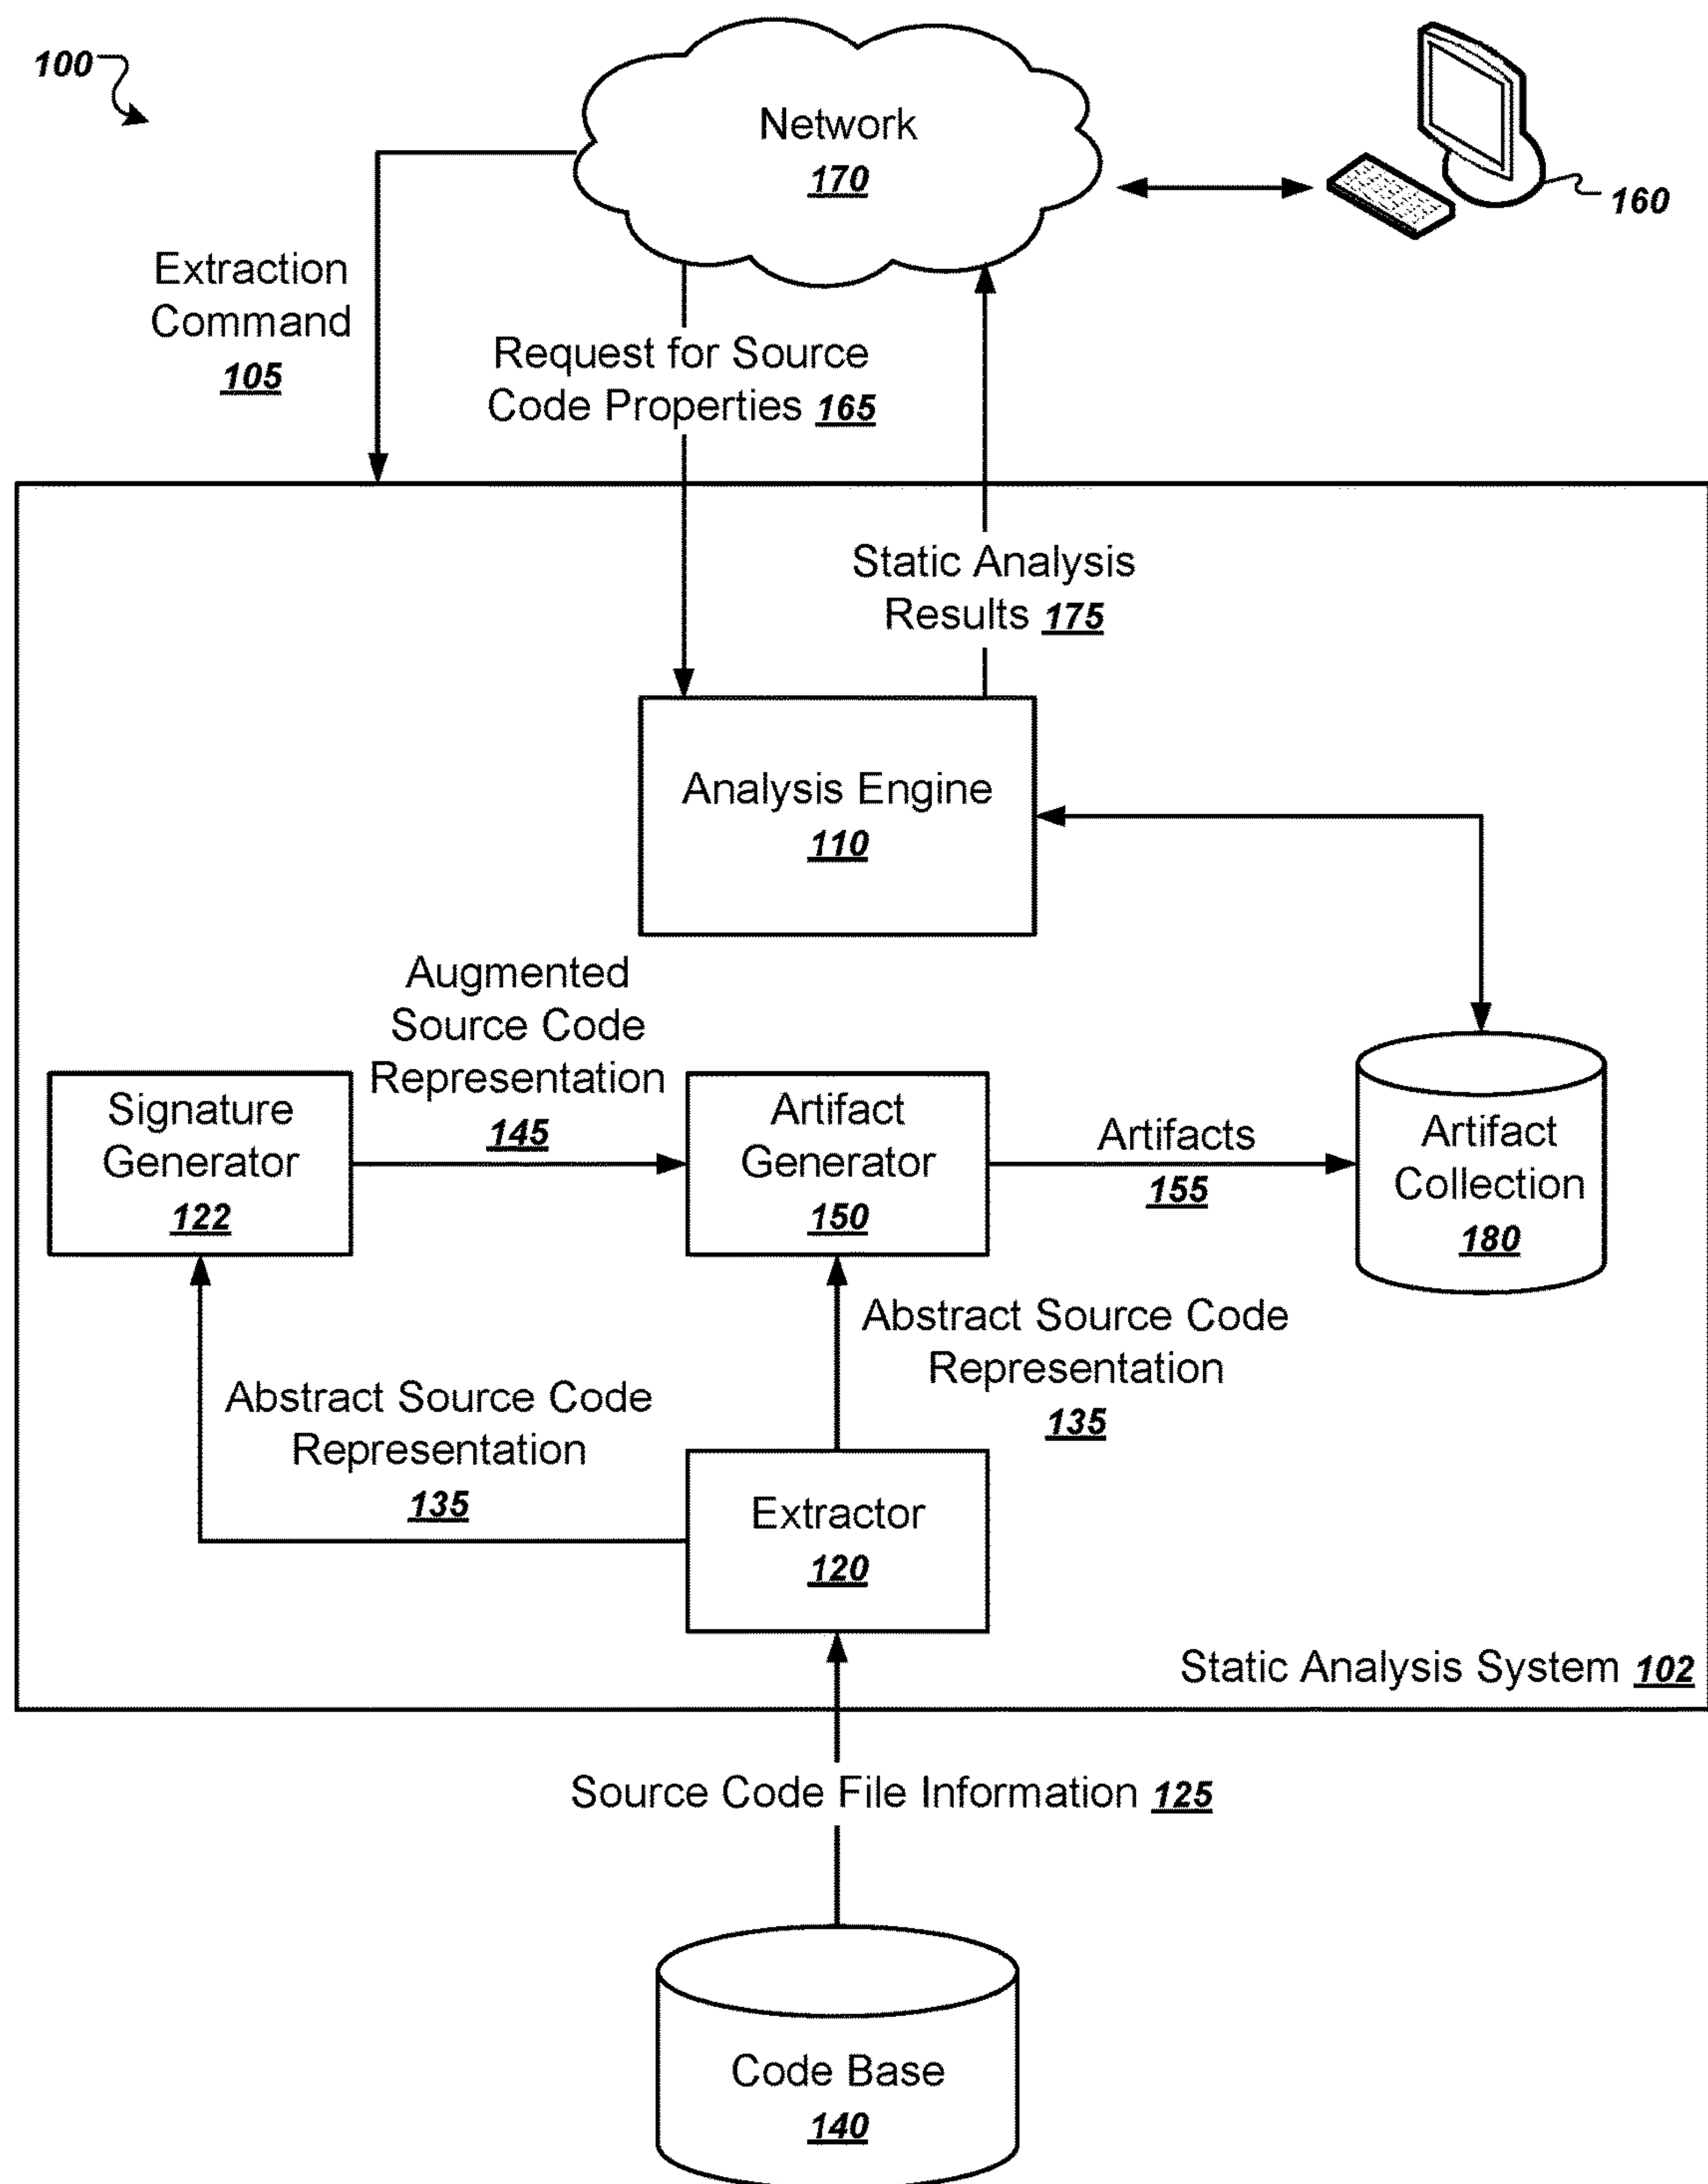 100
Network
170
160
Extraction
Command
105
Request for Source
Code Properties 165
Static Analysis
Results 175
Analysis Engine
110
Augmented
Source Code
Representation
145
Signature
Generator
122
Artifact
Generator
150
Artifacts
155
Artifact
Collection
180
Abstract Source Code
Representation
135
Abstract Source Code
Representation
135
Extractor
120
Static Analysis System 102
Source Code File Information 125
Code Base
140